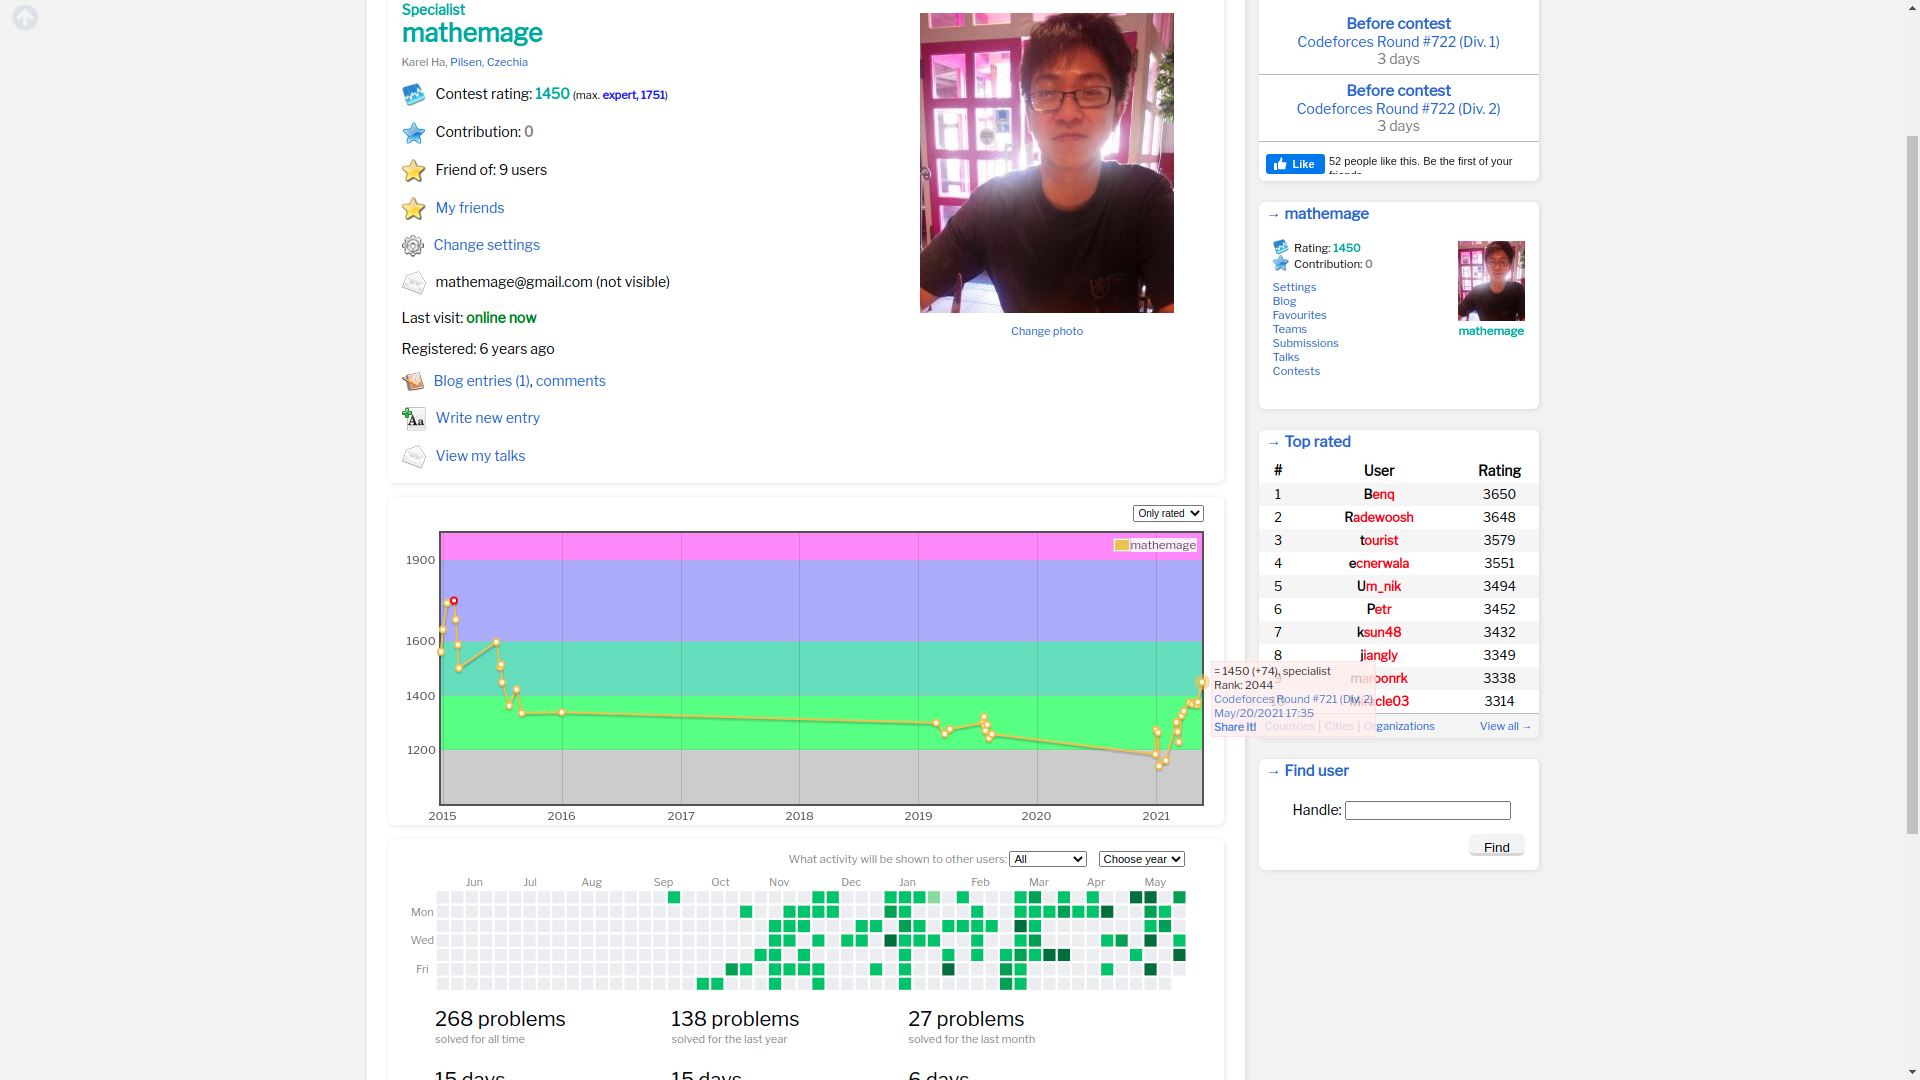 Specialist
mathemage
Karel Ha, Pilsen, Czechia
Contest rating: 1450 (max. expert, 1751)
Contribution: 0
Friend of: 9 users
My friends
Change settings
mathemage@gmail.com (not visible)
Last visit: online now
Registered: 6 years ago
Blog entries (1), comments
Write new entry
View my talks
Change photo
Only rated
mathemage
1900
1600
1400
1200
2015 2016 2017 2018 2019 2020 2021
= 1450 (+74), specialist
Rank: 2044
Codeforces Round #721 (Div. 2)
May/20/2021 17:35
Share it!
What activity will be shown to other users: All Choose year
Jun Jul Aug Sep Oct Nov Dec Jan Feb Mar Apr May
Mon
Wed
Fri
268 problems
solved for all time
138 problems
solved for the last year
27 problems
solved for the last month
15 days
15 days
6 days
Before contest
Codeforces Round #722 (Div. 1)
3 days
Before contest
Codeforces Round #722 (Div. 2)
3 days
Like 52 people like this. Be the first of your
friends.
→ mathemage
Rating: 1450
Contribution: 0
Settings
Blog
Favourites
Teams
Submissions
Talks
Contests
mathemage
→ Top rated
# User Rating
1 Benq 3650
2 Radewoosh 3648
3 tourist 3579
4 ecnerwala 3551
5 Um_nik 3494
6 Petr 3452
7 ksun48 3432
8 jiangly 3349
9 maroonrk 3338
10 Miracle03 3314
Countries | Cities | Organizations View all →
→ Find user
Handle:
Find